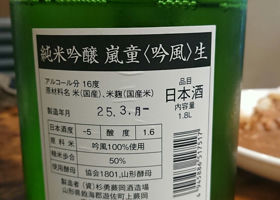 純米吟醸 嵐童〈吟風〉生
アルコール分 16度
原材料名 米(国産)、米麹(国産米)
製造年月 25.3.月
品目
日本酒
内容量
1.8L
日本酒度 -5 酸度 1.6
原料米 吟風100%使用
精米歩合 50%
使用酵母 協会1801,山形酵母
製造者 (資)杉勇蕨岡酒造場
山形県飽海郡遊佐町上蕨岡